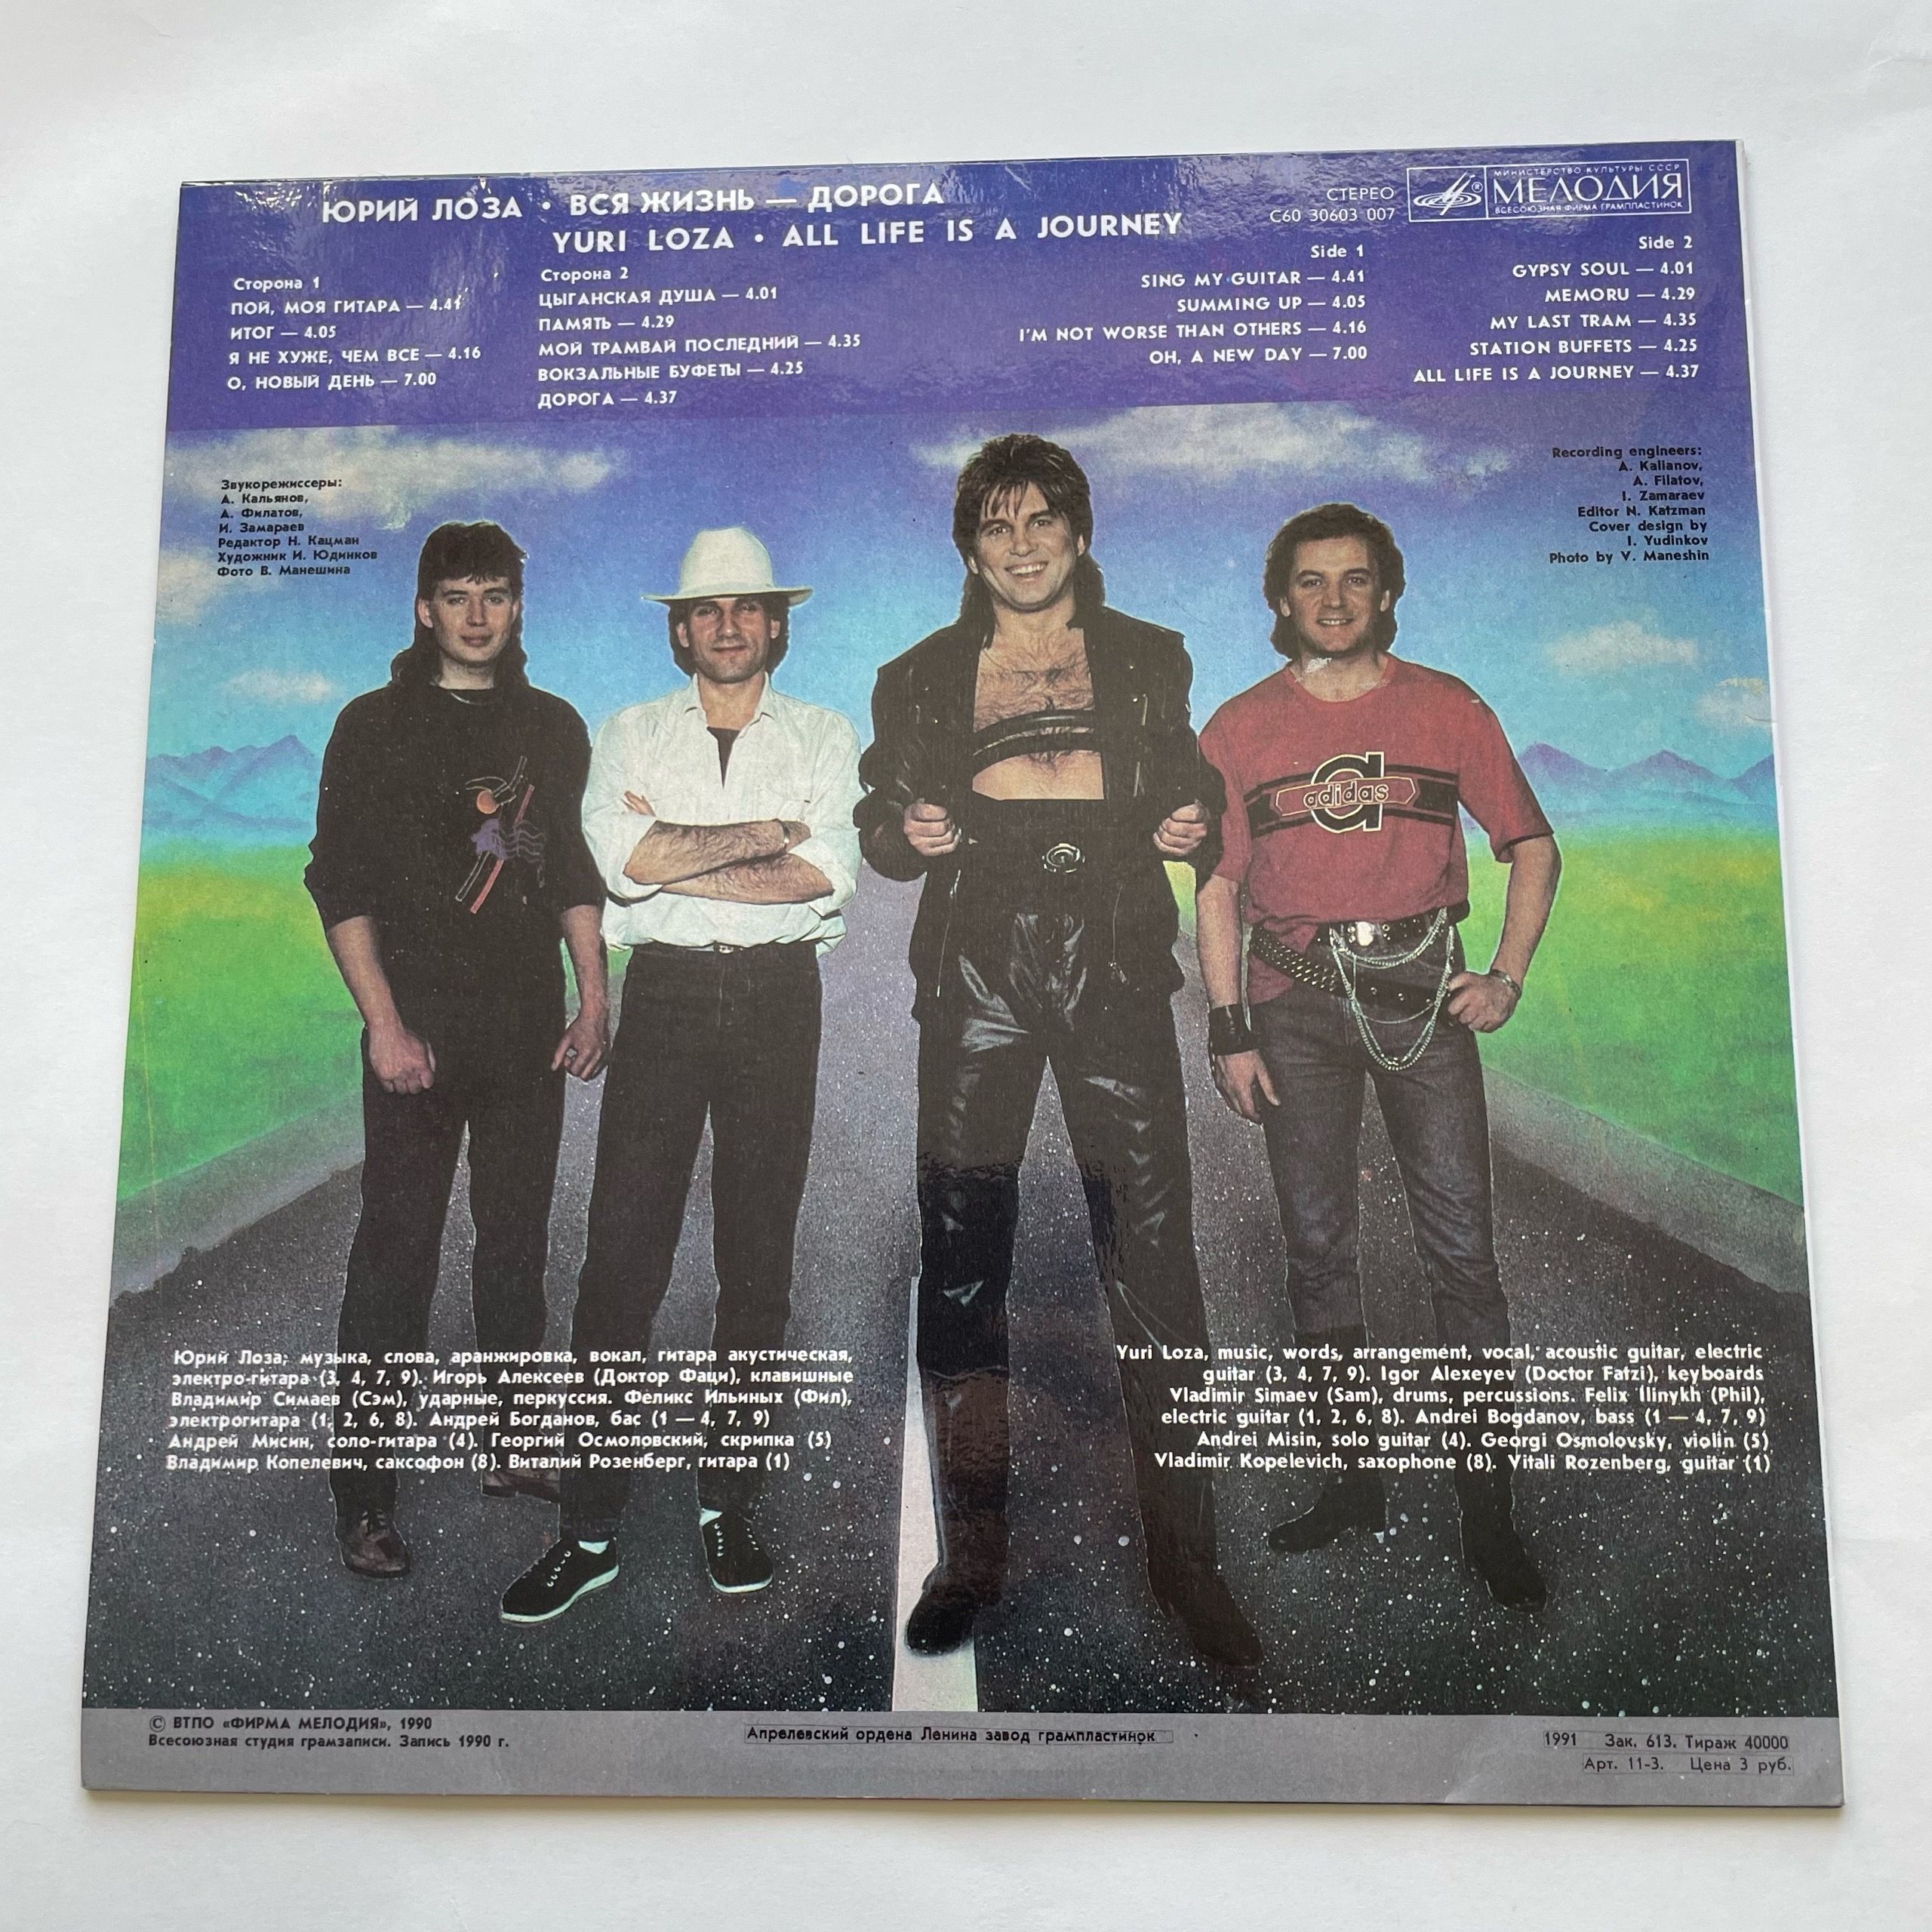 ЮРИЙ ЛОЗА • ВСЯ ЖИЗНЬ — ДОРОГА
YURI LOZA • ALL LIFE IS A JOURNEY
СТЕРЕО
С60 30603 007
МИНИСТЕРСТВО КУЛЬТУРЫ СССР
МЕЛОДИЯ
ВСЕСОЮЗНАЯ ФИРМА ГРАМПЛАСТИНОК
Сторона 1
ПОЙ, МОЯ ГИТАРА — 4.41
ИТОГ — 4.05
Я НЕ ХУЖЕ, ЧЕМ ВСЕ — 4.16
О, НОВЫЙ ДЕНЬ — 7.00
Сторона 2
ЦЫГАНСКАЯ ДУША — 4.01
ПАМЯТЬ — 4.29
МОЙ ТРАМВАЙ ПОСЛЕДНИЙ — 4.35
ВОКЗАЛЬНЫЕ БУФЕТЫ — 4.25
ДОРОГА — 4.37
Side 1
SING MY GUITAR — 4.41
SUMMING UP — 4.05
I'M NOT WORSE THAN OTHERS — 4.16
OH, A NEW DAY — 7.00
Side 2
GYPSY SOUL — 4.01
MEMORU — 4.29
MY LAST TRAM — 4.35
STATION BUFFETS — 4.25
ALL LIFE IS A JOURNEY — 4.37
Звукорежиссеры:
А. Кальянов,
А. Филатов,
И. Замараев
Редактор Н. Кацман
Художник И. Юдинков
Фото В. Манешина
Recording engineers:
A. Kalianov,
A. Filatov,
I. Zamaraev
Editor N. Katzman
Cover design by
I. Yudinkov
Photo by V. Maneshin
adidas
Юрий Лоза; музыка, слова, аранжировка, вокал, гитара акустическая,
электро-гитара (3, 4, 7, 9). Игорь Алексеев (Доктор Фаци), клавишные
Владимир Симаев (Сэм), ударные, перкуссия. Феликс Ильиных (Фил),
электрогитара (1, 2, 6, 8). Андрей Богданов, бас (1 — 4, 7, 9)
Андрей Мисин, соло-гитара (4). Георгий Осмоловский, скрипка (5)
Владимир Копелевич, саксофон (8). Виталий Розенберг, гитара (1)
Yuri Loza, music, words, arrangement, vocal, acoustic guitar, electric
guitar (3, 4, 7, 9). Igor Alexeyev (Doctor Fatzi), keyboards
Vladimir Simaev (Sam), drums, percussions. Felix Ilinykh (Phil),
electric guitar (1, 2, 6, 8). Andrei Bogdanov, bass (1 — 4, 7, 9)
Andrei Misin, solo guitar (4). Georgi Osmolovsky, violin (5)
Vladimir Kopelevich, saxophone (8). Vitali Rozenberg, guitar (1)
© ВТПО «ФИРМА МЕЛОДИЯ», 1990
Всесоюзная студия грамзаписи. Запись 1990 г.
Апрелевский ордена Ленина завод грампластинок
1991 Зак. 613. Тираж 40000
Арт. 11-3. Цена 3 руб.